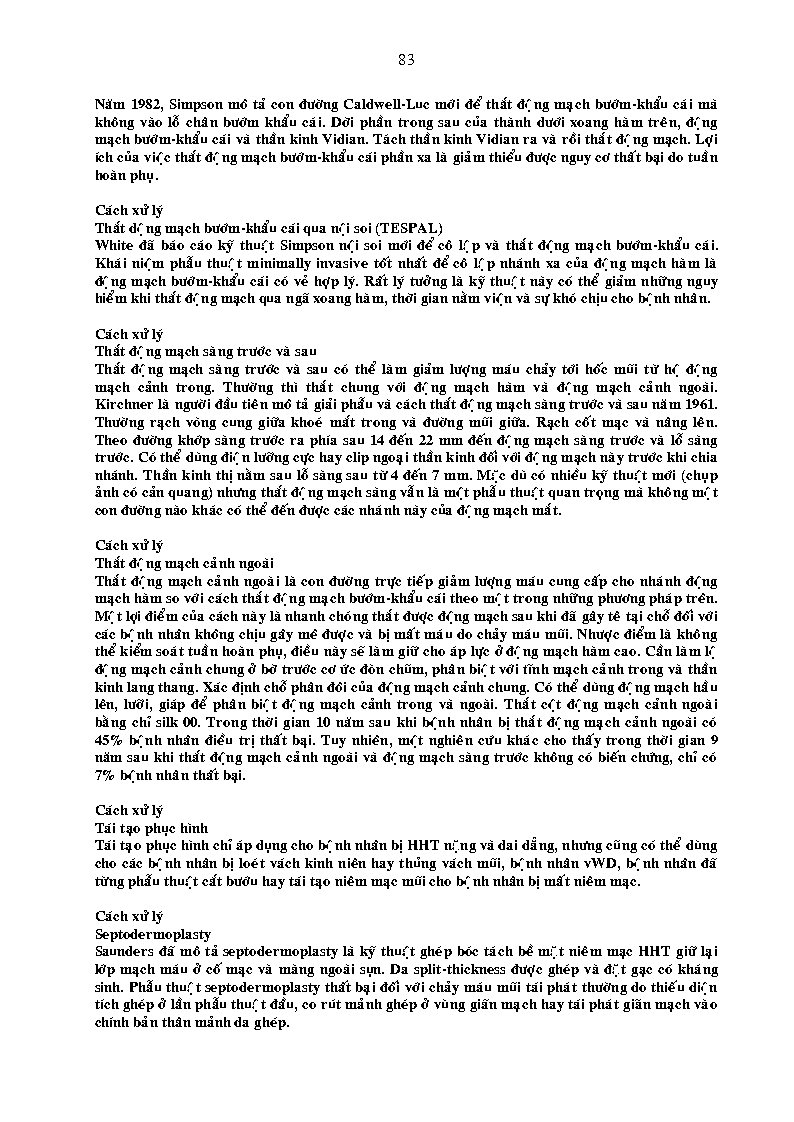 83
Năm 1982, Simpson mô tả con đường Caldwell-Luc mới để thắt động mạch bướm-khẩu cái mà
không vào lỗ chân bướm khẩu cái. Dời phần trong sau của thành dưới xoang hàm trên, động
mạch bướm-khẩu cái và thần kinh Vidian. Tách thần kinh Vidian ra và rồi thắt động mạch. Lợi
ích của việc thắt động mạch bướm-khẩu cái phần xa là giảm thiểu được nguy cơ thất bại do tuần
hoàn phụ.
Cách xử lý
Thắt dộng mạch bướm-khẩu cái qua nội soi (TESPAL)
White đã báo cáo kỹ thuật Simpson nội soi mới để cô lập và thắt động mạch bướm-khẩu cái.
Khái niệm phẫu thuật minimally invasive tốt nhất để cô lập nhánh xa của động mạch hàm là
động mạch bướm-khẩu cái có vẻ hợp lý. Rất lý tưởng là kỹ thuật này có thể giảm những nguy
hiểm khi thắt động mạch qua ngã xoang hàm, thời gian nằm viện và sự khó chịu cho bệnh nhân.
Cách xử lý
Thắt động mạch sàng trước và sau
Thắt động mạch sàng trước và sau có thể làm giảm lượng máu chảy tới hốc mũi từ hệ động
mạch cảnh trong. Thường thì thắt chung với động mạch hàm và động mạch cảnh ngoài.
Kirchner là người đầu tiên mô tả giải phẫu và cách thắt động mạch sàng trước và sau năm 1961.
Thường rạch vòng cung giữa khoé mắt trong và đường mũi giữa. Rạch cốt mạc và nâng lên.
Theo đường khớp sàng trước ra phía sau 14 đến 22 mm đến động mạch sàng trước và lỗ sàng
trước. Có thể dùng điện lưỡng cực hay clip ngoại thần kinh đối với động mạch này trước khi chia
nhánh. Thần kinh thị nằm sau lỗ sàng sau từ 4 đến 7 mm. Mặc dù có nhiều kỹ thuật mới (chụp
ảnh có cản quang) nhưng thắt động mạch sàng vẫn là một phẫu thuật quan trọng mà không một
con đường nào khác có thể đến được các nhánh này của động mạch mắt.
Cách xử lý
Thắt động mạch cảnh ngoài
Thắt động mạch cảnh ngoài là con đường trực tiếp giảm lượng máu cung cấp cho nhánh động
mạch hàm so với cách thắt động mạch bướm-khẩu cái theo một trong những phương pháp trên.
Một lợi điểm của cách này là nhanh chóng thắt được động mạch sau khi đã gây tê tại chỗ đối với
các bệnh nhân không chịu gây mê được và bị mất máu do chảy máu mũi. Nhược điểm là không
thể kiểm soát tuần hoàn phụ, điều này sẽ làm giữ cho áp lực ở động mạch hàm cao. Cần làm lộ
động mạch cảnh chung ở bờ trước cơ ức đòn chũm, phân biệt với tĩnh mạch cảnh trong và thần
kinh lang thang. Xác định chỗ phân đôi của động mạch cảnh chung. Có thể dùng động mạch hầu
lên, lưỡi, giáp để phân biệt động mạch cảnh trong và ngoài. Thắt cột động mạch cảnh ngoài
bằng chỉ silk 00. Trong thời gian 10 năm sau khi bệnh nhân bị thắt động mạch cảnh ngoài có
45% bệnh nhân điều trị thất bại. Tuy nhiên, một nghiên cứu khác cho thấy trong thời gian 9
năm sau khi thắt động mạch cảnh ngoài và động mạch sàng trước không có biến chứng, chỉ có
7% bệnh nhân thất bại.
Cách xử lý
Tái tạo phục hình
Tái tạo phục hình chỉ áp dụng cho bệnh nhân bị HHT nặng và dai dẳng, nhưng cũng có thể dùng
cho các bệnh nhân bị loét vách kinh niên hay thủng vách mũi, bệnh nhân vWD, bệnh nhân đã
từng phẫu thuật cắt bướu hay tái tạo niêm mạc mũi cho bệnh nhân bị mất niêm mạc.
Cách xử lý
Septodermoplasty
Saunders đã mô tả septodermoplasty là kỹ thuật ghép bóc tách bề mặt niêm mạc HHT giữ lại
lớp mạch máu ở cố mạc và màng ngoài sụn. Da split-thickness được ghép và đặt gạc có kháng
sinh. Phẫu thuật septodermoplasty thất bại đối với chảy máu mũi tái phát thường do thiếu diện
tích ghép ở lần phẫu thuật đầu, co rút mảnh ghép ở vùng giãn mạch hay tái phát giãn mạch vào
chính bản thân mảnh da ghép.